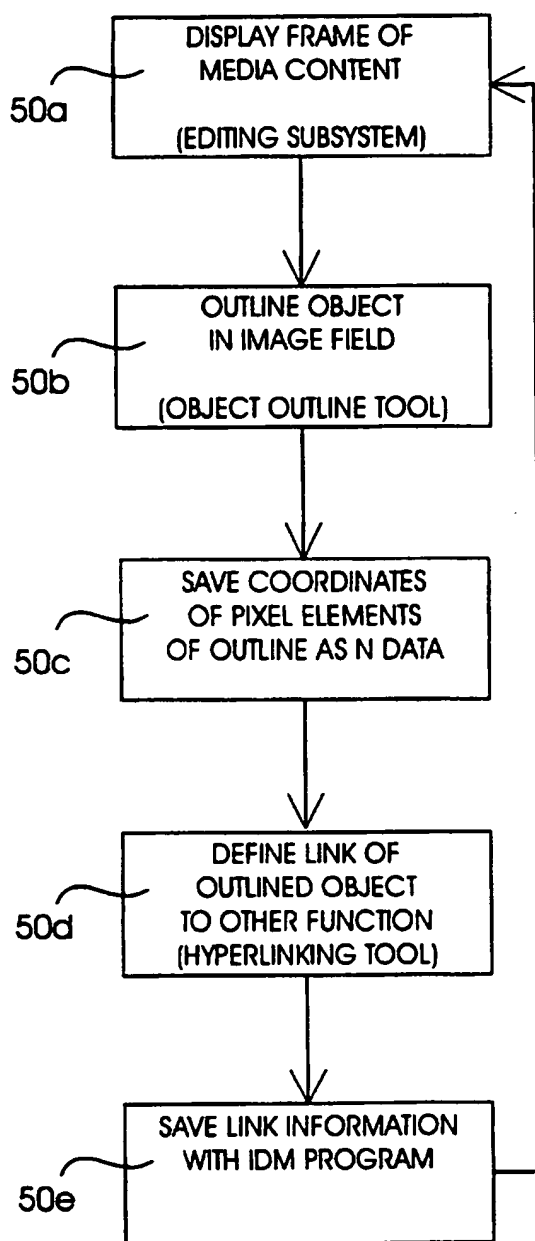 DISPLAY FRAME OF
MEDIA CONTENT
(EDITING SUBSYSTEM)
50a
OUTLINE OBJECT
IN IMAGE FIELD
(OBJECT OUTLINE TOOL)
50b
SAVE COORDINATES
OF PIXEL ELEMENTS
OF OUTLINE AS N DATA
50c
DEFINE LINK OF
OUTLINED OBJECT
TO OTHER FUNCTION
(HYPERLINKING TOOL)
50d
SAVE LINK INFORMATION
WITH IDM PROGRAM
50e